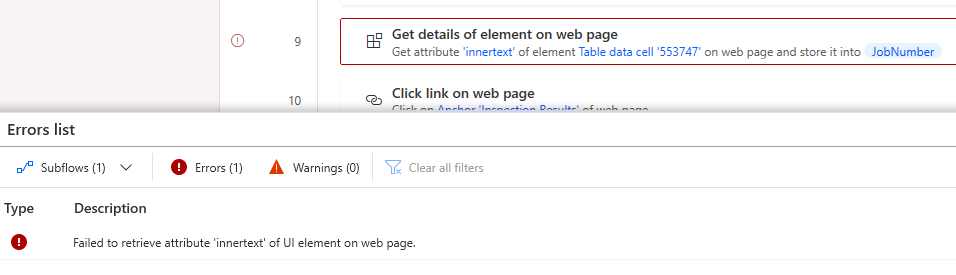 Get details of element on web page
9
Get attribute 'innertext' of element Table data cell '553747' on web page and store it into JobNumber
Click link on web page
10
Click on Anchor 'Inspection Results' of web page
Errors list
Subflows (1) Errors (1) Warnings (0) Clear all filters
Type Description
Failed to retrieve attribute 'innertext' of UI element on web page.